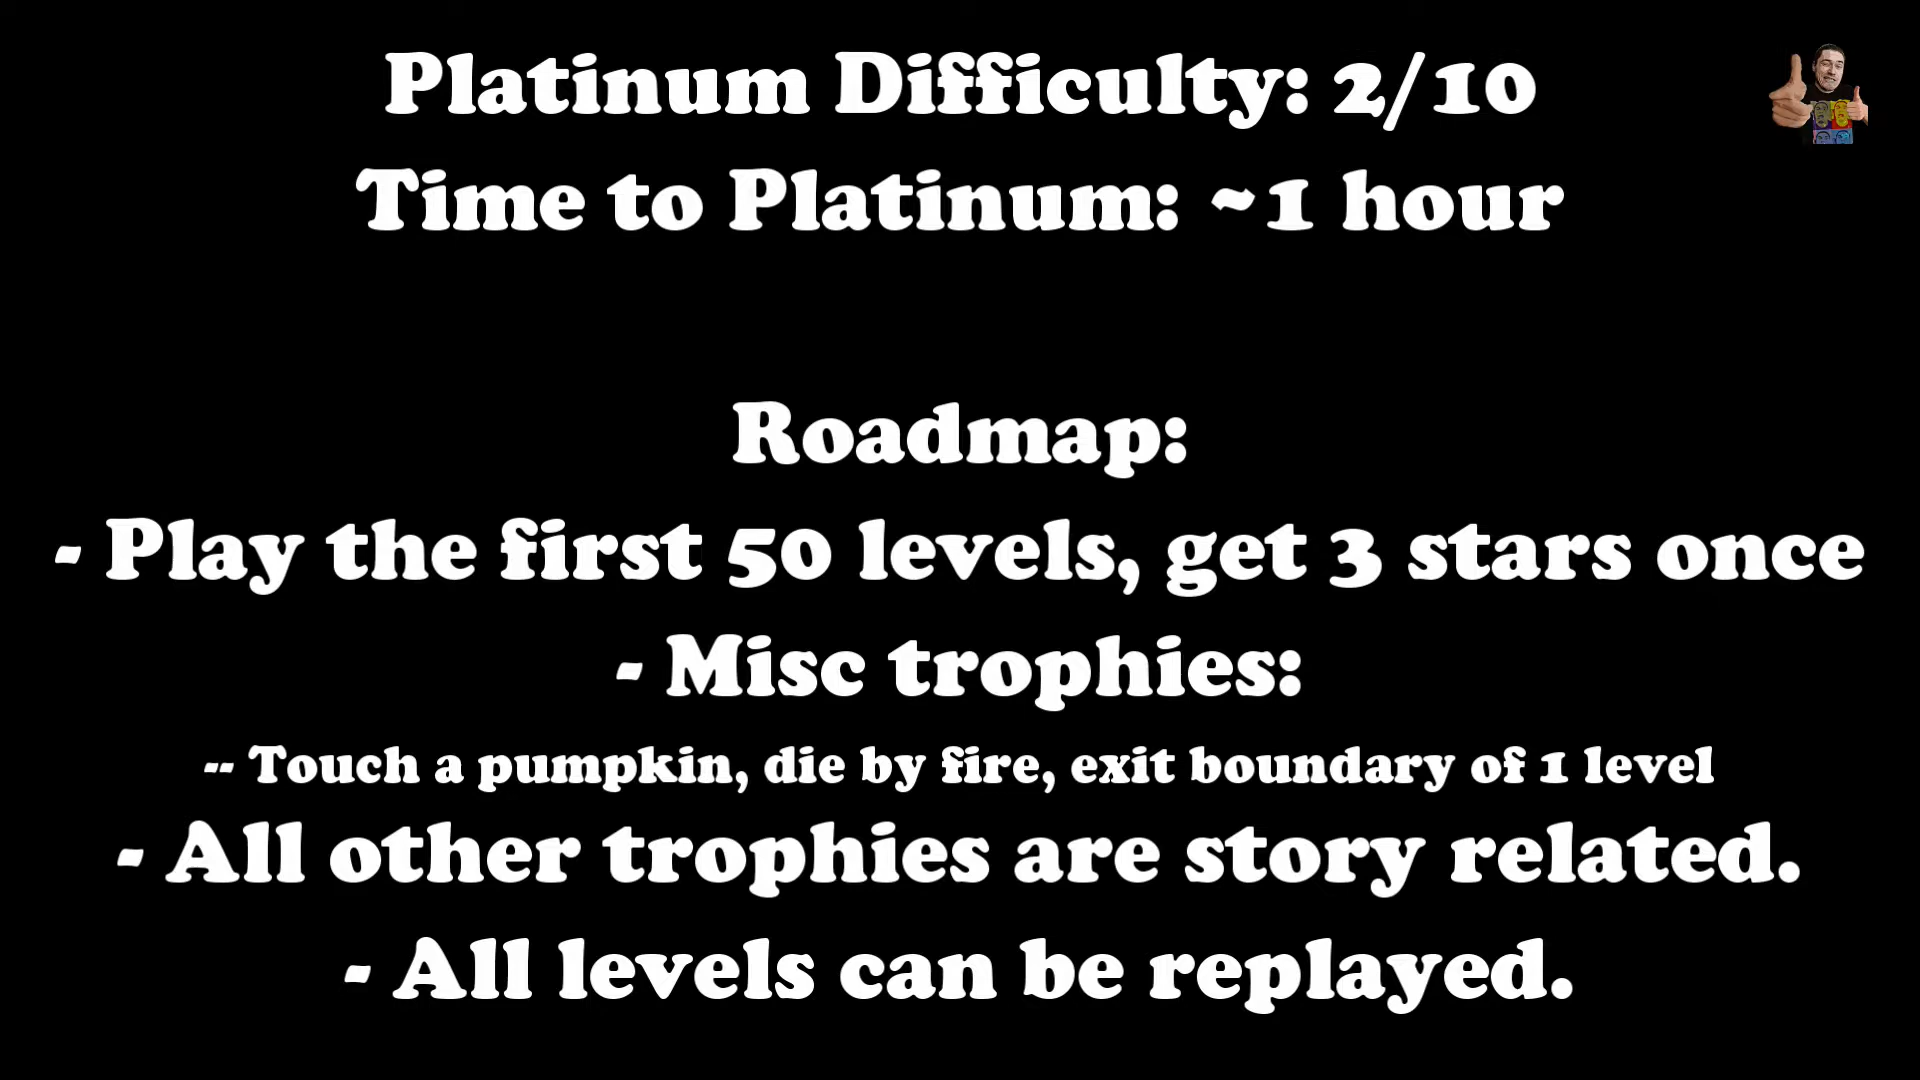 Platinum Difficulty: 2/10
Time to Platinum: ~1 hour
Roadmap:
- Play the first 50 levels, get 3 stars once
- Misc trophies:
-- Touch a pumpkin, die by fire, exit boundary of 1 level
- All other trophies are story related.
- All levels can be replayed.